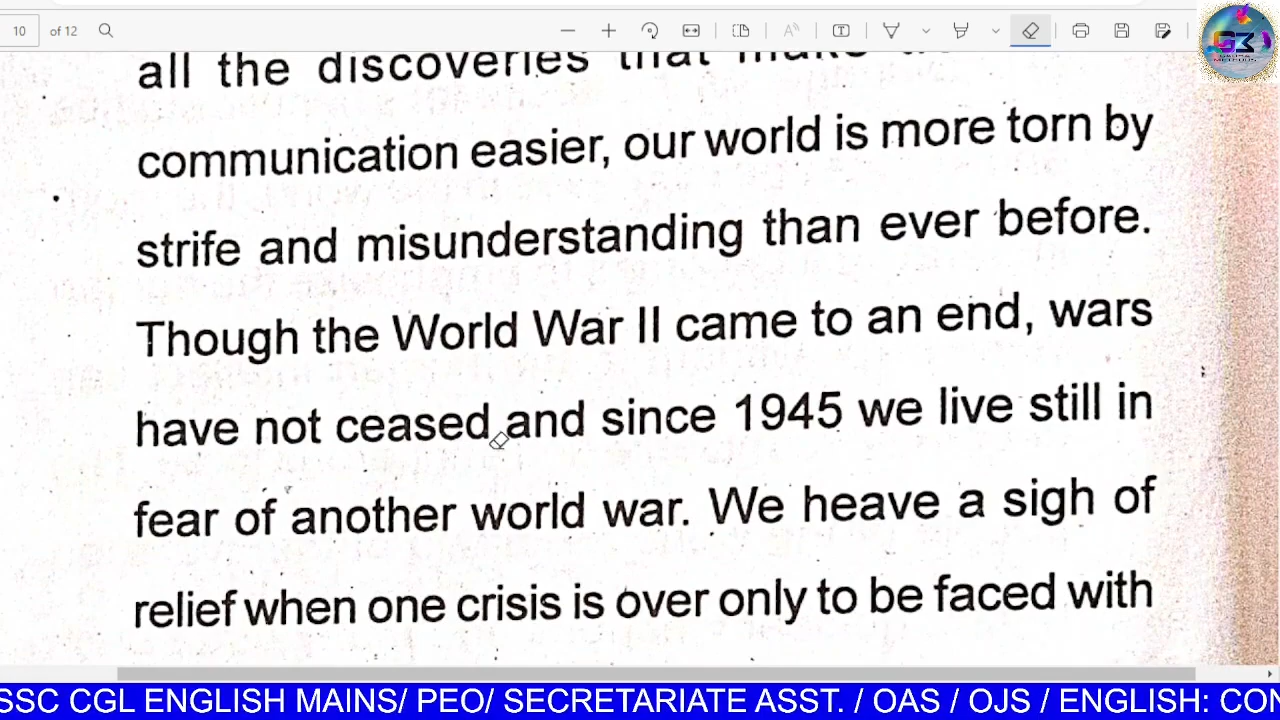 10 of 12
all the discoveries that make
communication easier, our world is more torn by
strife and misunderstanding than ever before.
Though the World War II came to an end, wars
have not ceased and since 1945 we live still in
fear of another world war. We heave a sigh of
relief when one crisis is over only to be faced with
SSC CGL ENGLISH MAINS/ PEO/ SECRETARIATE ASST. / OAS / OJS / ENGLISH: CON